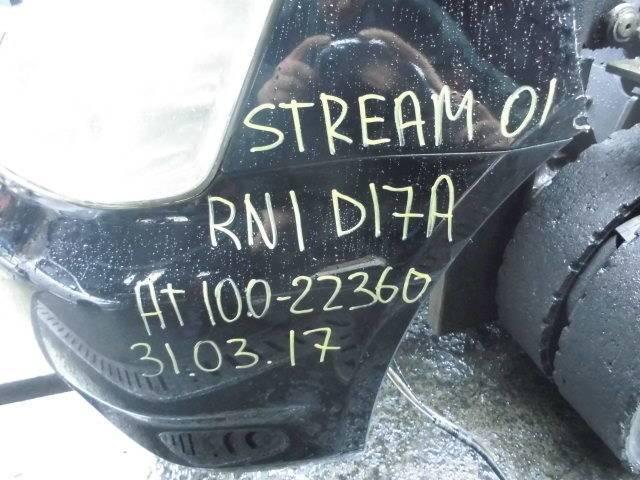 STREAM 01
RN1 D17A
At 100-22360
31.03.17